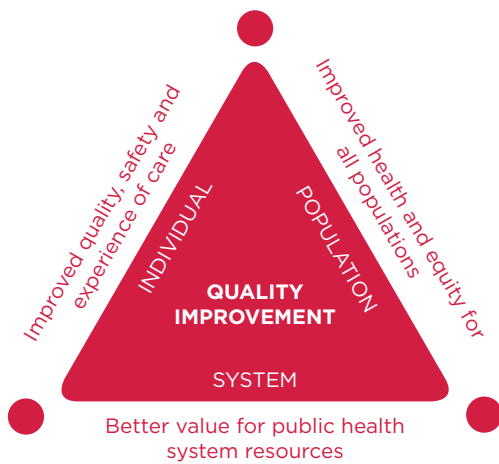 Improved quality, safety and
experience of care
Improved health and equity for
all populations
INDIVIDUAL
POPULATION
QUALITY
IMPROVEMENT
SYSTEM
Better value for public health
system resources